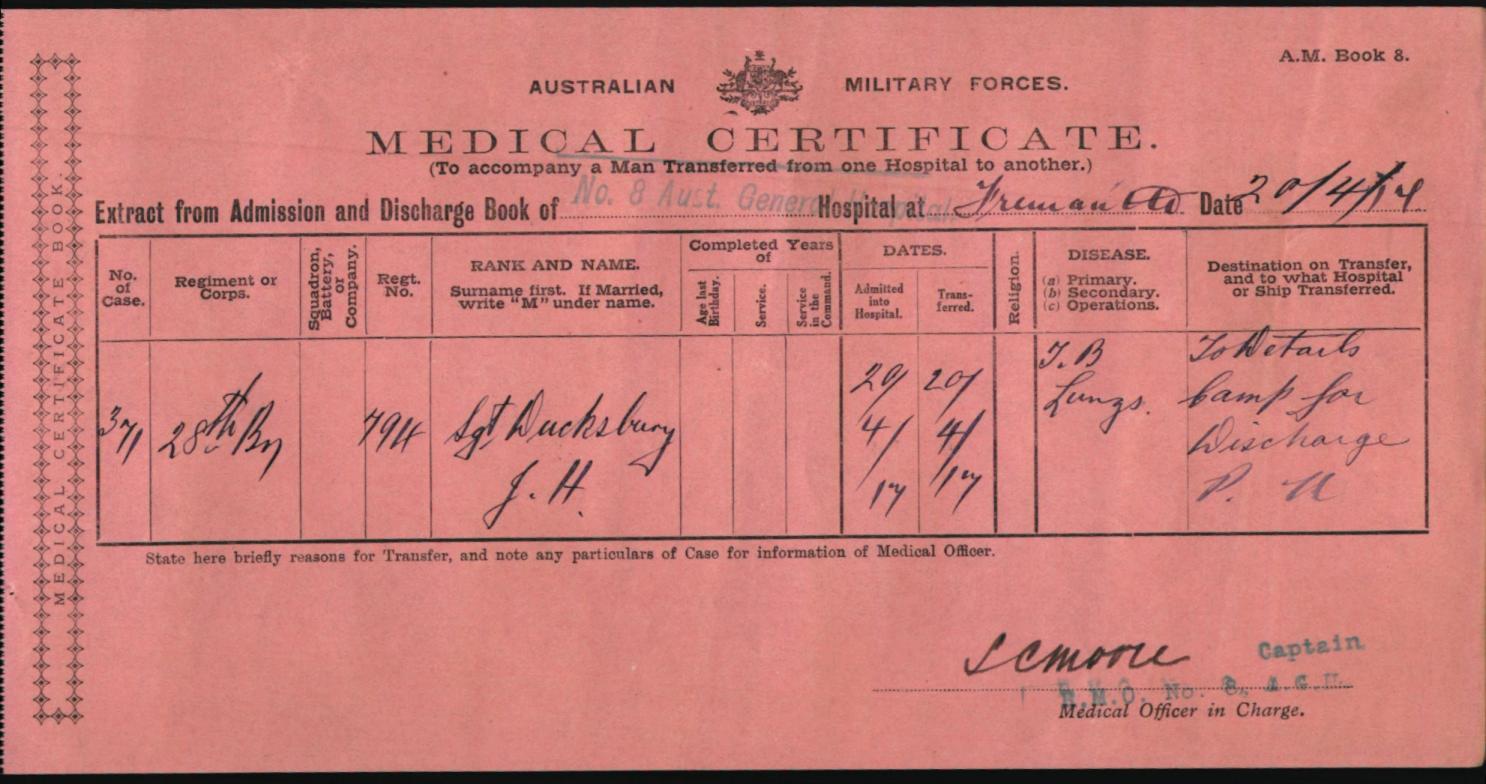 A.M. Book 8.
AUSTRALIAN MILITARY FORCES.
MEDICAL CERTIFICATE.
(To accompany a Man Transferred from one Hospital to another.)
Extract from Admission and Discharge Book of No. 8 Aust. General Hospital Hospital at Fremantle Date 20/4/17
MEDICAL CERTIFICATE BOOK.
No. of Case.
Regiment or Corps.
Squadron, Battery, or Company.
Regt. No.
RANK AND NAME.
Surname first. If Married, write "M" under name.
Completed Years of
Age last Birthday.
Service.
Service in the Command.
DATES.
Admitted into Hospital.
Transferred.
Religion.
DISEASE.
(a) Primary.
(b) Secondary.
(c) Operations.
Destination on Transfer, and to what Hospital or Ship Transferred.
371
28th Bn
794
Sgt Ducksbury
J. H.
20/
4/
17
20/
4/
17
T.B
Lungs.
To Details
Camp for
Discharge
P. U
State here briefly reasons for Transfer, and note any particulars of Case for information of Medical Officer.
S C Moore
Captain
R.M.O. No. 8, A.G.H.
Medical Officer in Charge.